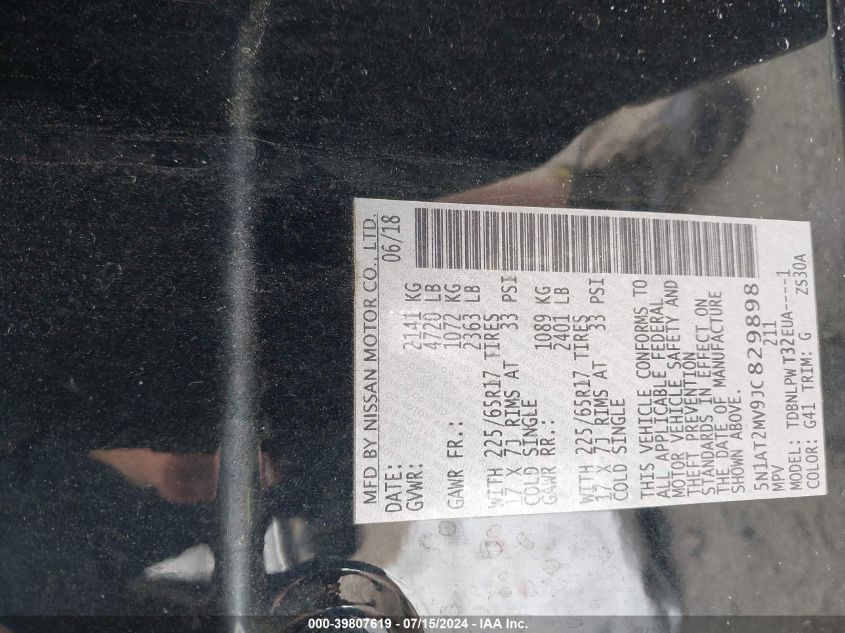 MFD BY NISSAN MOTOR CO., LTD.
DATE: 06/18
GVWR: 2141 KG
4720 LB
GAWR FR.: 1072 KG
2363 LB
WITH 225/65R17 TIRES
17 X 7J RIMS AT 33 PSI
COLD SINGLE
GAWR RR.: 1089 KG
2401 LB
WITH 225/65R17 TIRES
17 X 7J RIMS AT 33 PSI
COLD SINGLE
THIS VEHICLE CONFORMS TO
ALL APPLICABLE FEDERAL
MOTOR VEHICLE SAFETY AND
THEFT PREVENTION
STANDARDS IN EFFECT ON
THE DATE OF MANUFACTURE
SHOWN ABOVE.
5N1AT2MV9JC829898
MPV 211
MODEL: TDBNLPW T32EUA----1
COLOR: G41 TRIM: G ZS30A
000-39807619 - 07/15/2024 - IAA Inc.